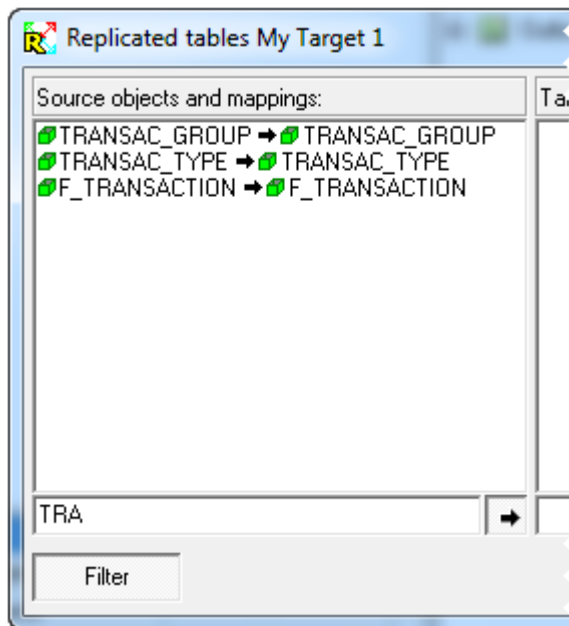 Replicated tables My Target 1
Source objects and mappings:
TRANSAC_GROUP → TRANSAC_GROUP
TRANSAC_TYPE → TRANSAC_TYPE
F_TRANSACTION → F_TRANSACTION
TRA
Filter